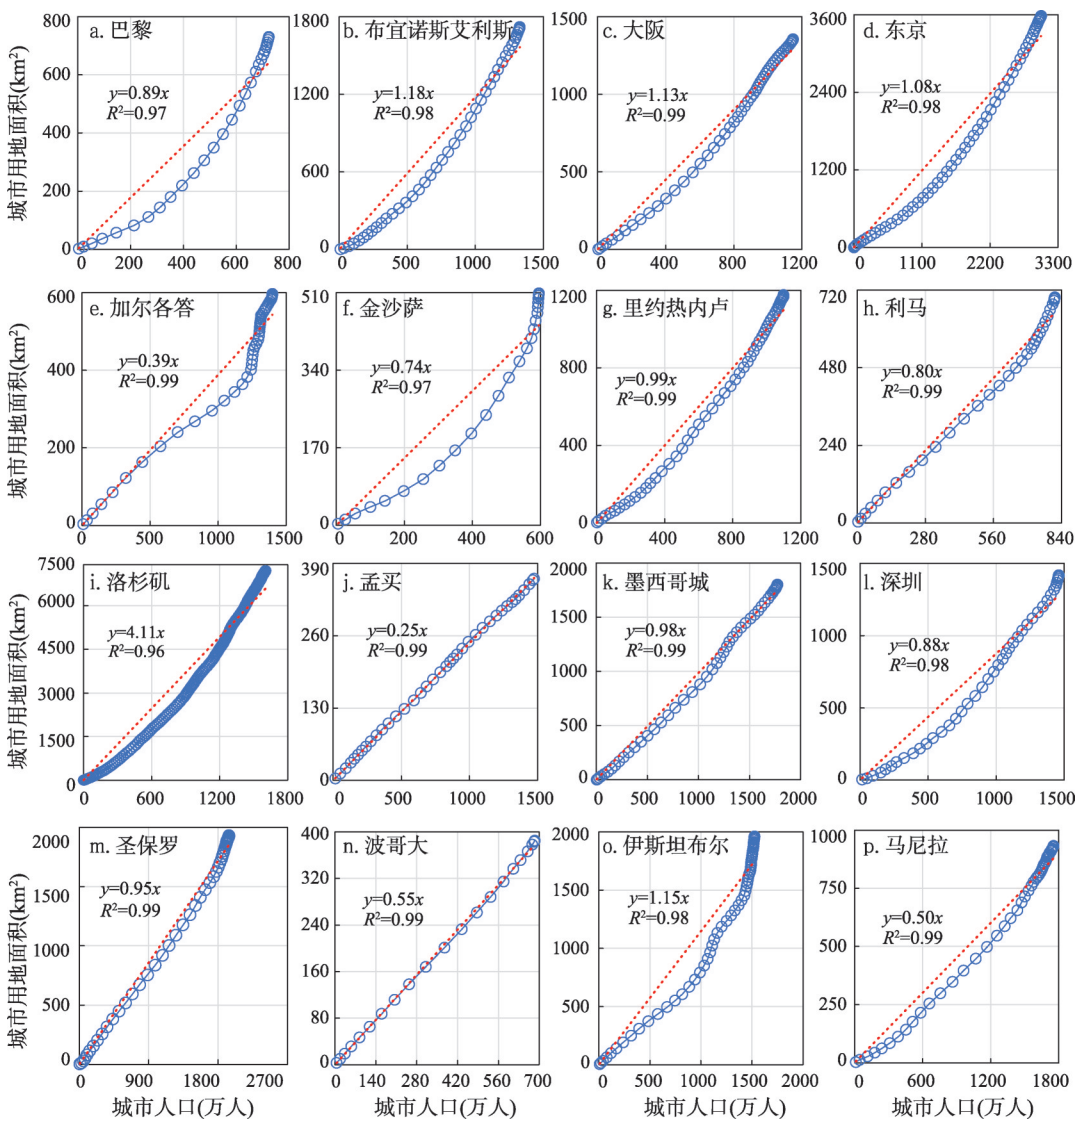 城市用地面积(km²)
800
600
400
200
0
a. 巴黎
y=0.89x
R²=0.97
0 200 400 600 800
1800
1200
600
0
b. 布宜诺斯艾利斯
y=1.18x
R²=0.98
0 500 1000 1500
1500
1000
500
0
c. 大阪
y=1.13x
R²=0.99
0 400 800 1200
3600
2400
1200
0
d. 东京
y=1.08x
R²=0.98
0 1100 2200 3300
城市用地面积(km²)
600
400
200
0
e. 加尔各答
y=0.39x
R²=0.99
0 500 1000 1500
510
340
170
0
f. 金沙萨
y=0.74x
R²=0.97
0 200 400 600
1200
800
400
0
g. 里约热内卢
y=0.99x
R²=0.99
0 400 800 1200
720
480
240
0
h. 利马
y=0.80x
R²=0.99
0 280 560 840
城市用地面积(km²)
7500
6000
4500
3000
1500
0
i. 洛杉矶
y=4.11x
R²=0.96
0 600 1200 1800
390
260
130
0
j. 孟买
y=0.25x
R²=0.99
0 500 1000 1500
2000
1500
1000
500
0
k. 墨西哥城
y=0.98x
R²=0.99
0 500 1000 1500 2000
1500
1000
500
0
l. 深圳
y=0.88x
R²=0.98
0 500 1000 1500
城市用地面积(km²)
2000
1500
1000
500
0
m. 圣保罗
y=0.95x
R²=0.99
0 900 1800 2700
城市人口(万人)
400
320
240
160
80
0
n. 波哥大
y=0.55x
R²=0.99
0 140 280 420 560 700
城市人口(万人)
2000
1500
1000
500
0
o. 伊斯坦布尔
y=1.15x
R²=0.98
0 500 1000 1500 2000
城市人口(万人)
1000
750
500
250
0
p. 马尼拉
y=0.50x
R²=0.99
0 600 1200 1800
城市人口(万人)